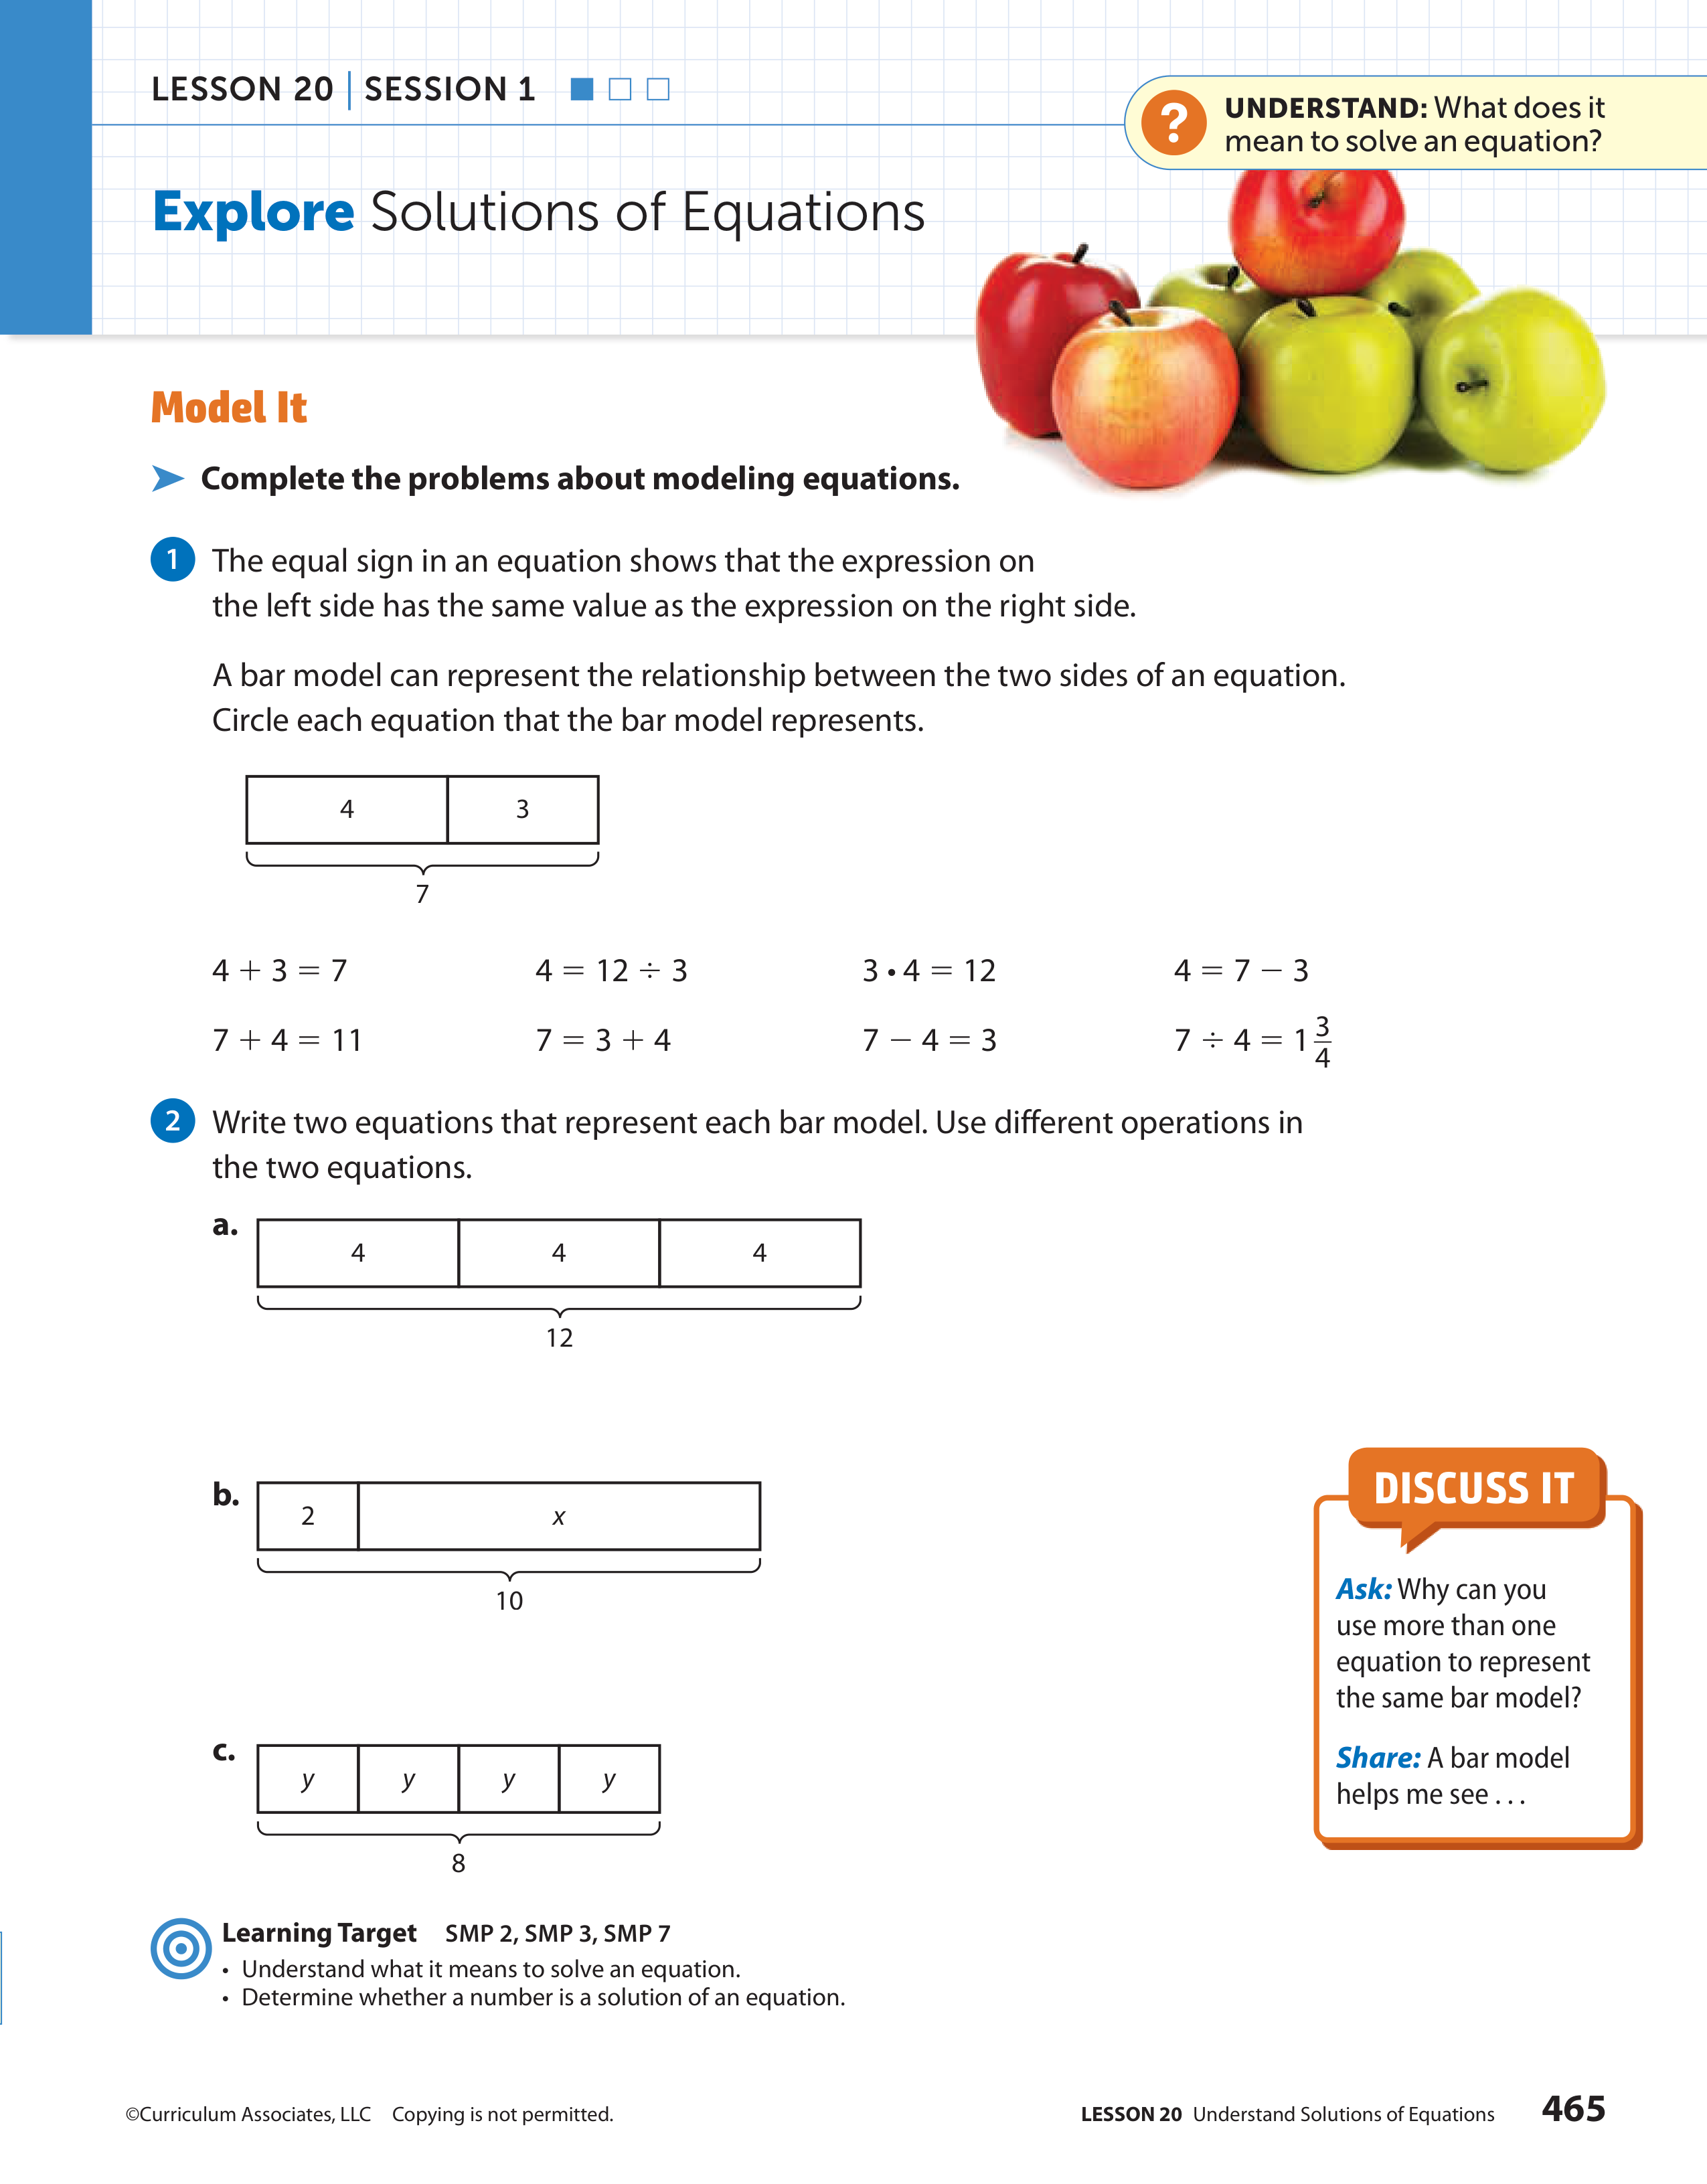 LESSON 20 | SESSION 1
? UNDERSTAND: What does it
mean to solve an equation?
Explore Solutions of Equations
Model It
Complete the problems about modeling equations.
1 The equal sign in an equation shows that the expression on
the left side has the same value as the expression on the right side.
A bar model can represent the relationship between the two sides of an equation.
Circle each equation that the bar model represents.
4 3
7
4 + 3 = 7 4 = 12 ÷ 3 3 • 4 = 12 4 = 7 − 3
7 + 4 = 11 7 = 3 + 4 7 − 4 = 3 7 ÷ 4 = 1 3/4
2 Write two equations that represent each bar model. Use different operations in
the two equations.
a. 4 4 4
12
b. 2 x
10
c. y y y y
8
DISCUSS IT
Ask: Why can you
use more than one
equation to represent
the same bar model?
Share: A bar model
helps me see . . .
Learning Target SMP 2, SMP 3, SMP 7
• Understand what it means to solve an equation.
• Determine whether a number is a solution of an equation.
©Curriculum Associates, LLC Copying is not permitted.
LESSON 20 Understand Solutions of Equations 465